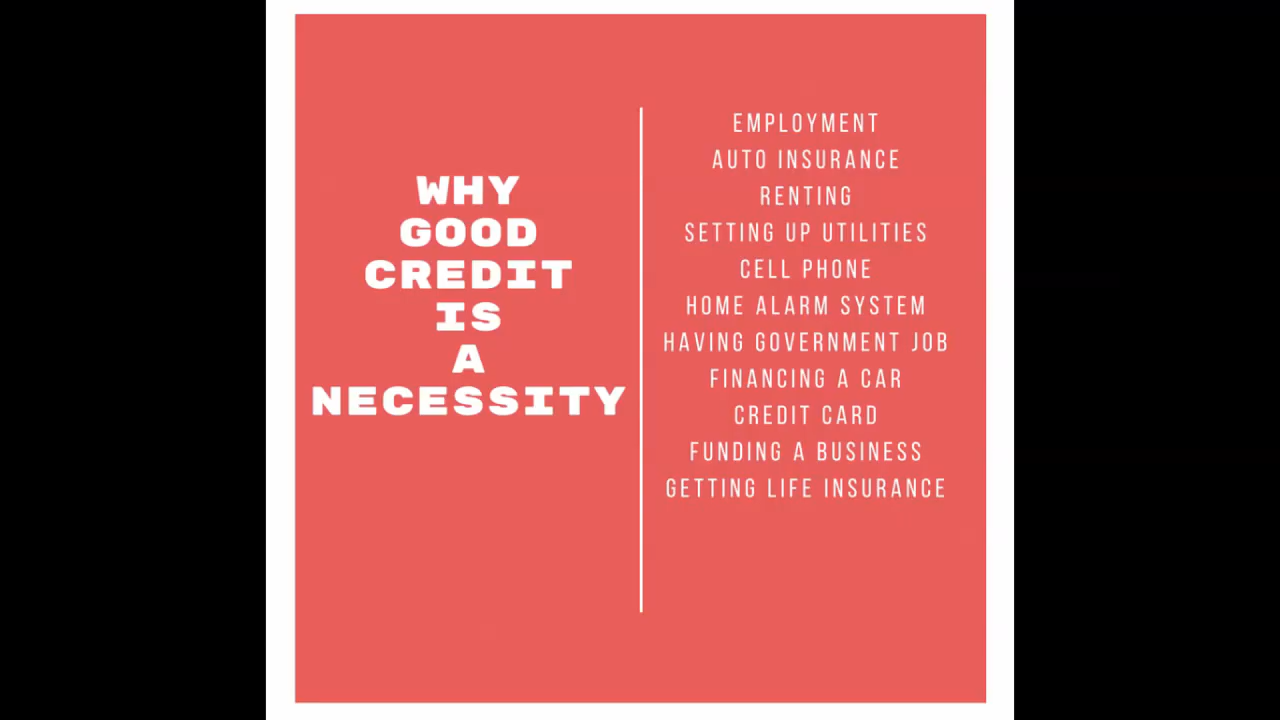 WHY
GOOD
CREDIT
IS
A
NECESSITY
EMPLOYMENT
AUTO INSURANCE
RENTING
SETTING UP UTILITIES
CELL PHONE
HOME ALARM SYSTEM
HAVING GOVERNMENT JOB
FINANCING A CAR
CREDIT CARD
FUNDING A BUSINESS
GETTING LIFE INSURANCE